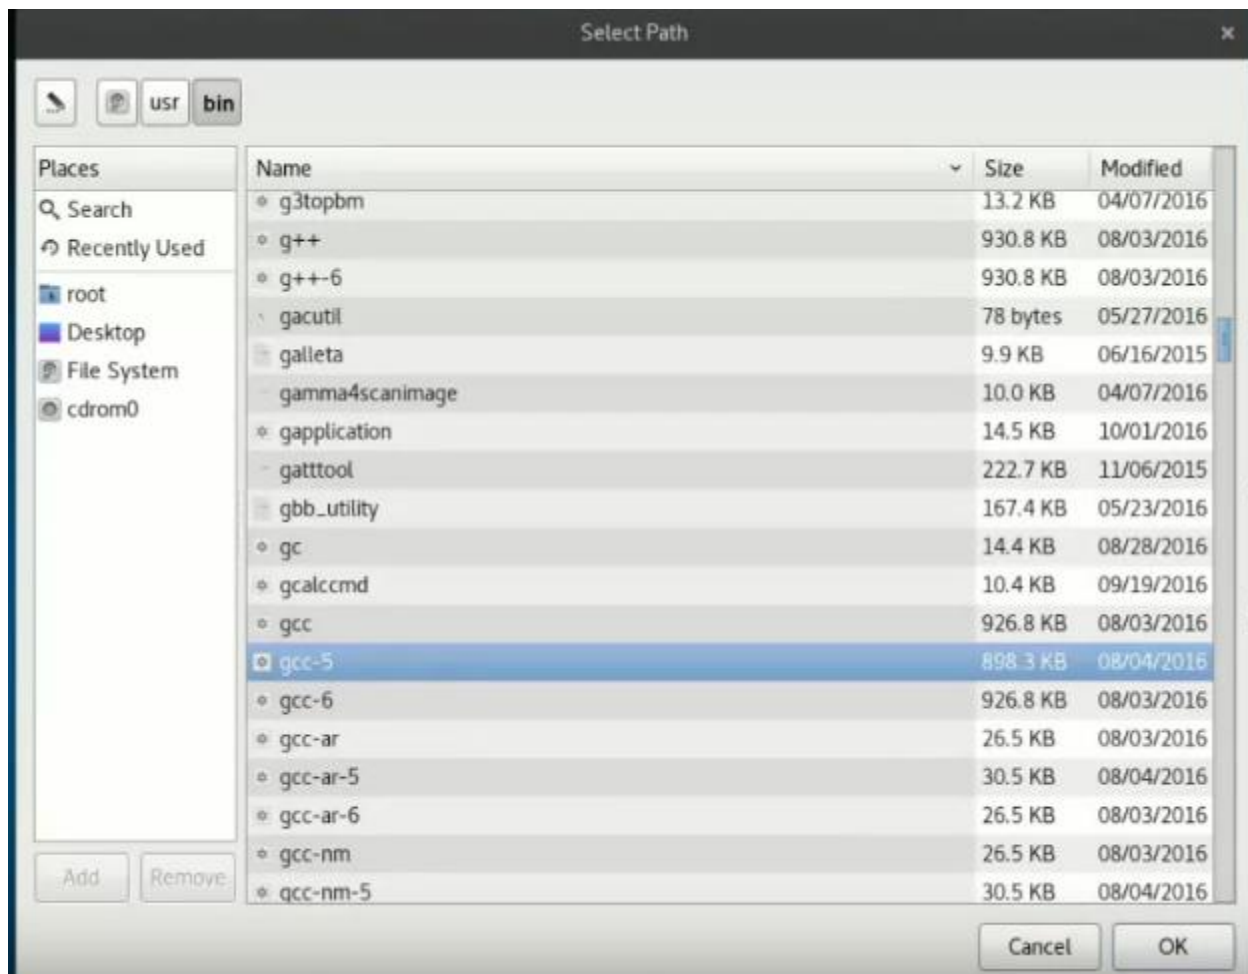 Select Path
usr bin
Places Name Size Modified
Search
Recently Used
root
Desktop
File System
cdrom0
g3topbm 13.2 KB 04/07/2016
g++ 930.8 KB 08/03/2016
g++-6 930.8 KB 08/03/2016
gacutil 78 bytes 05/27/2016
galleta 9.9 KB 06/16/2015
gamma4scanimage 10.0 KB 04/07/2016
gapplication 14.5 KB 10/01/2016
gatttool 222.7 KB 11/06/2015
gbb_utility 167.4 KB 05/23/2016
gc 14.4 KB 08/28/2016
gcalccmd 10.4 KB 09/19/2016
gcc 926.8 KB 08/03/2016
gcc-5 898.3 KB 08/04/2016
gcc-6 926.8 KB 08/03/2016
gcc-ar 26.5 KB 08/03/2016
gcc-ar-5 30.5 KB 08/04/2016
gcc-ar-6 26.5 KB 08/03/2016
gcc-nm 26.5 KB 08/03/2016
gcc-nm-5 30.5 KB 08/04/2016
Add Remove
Cancel OK